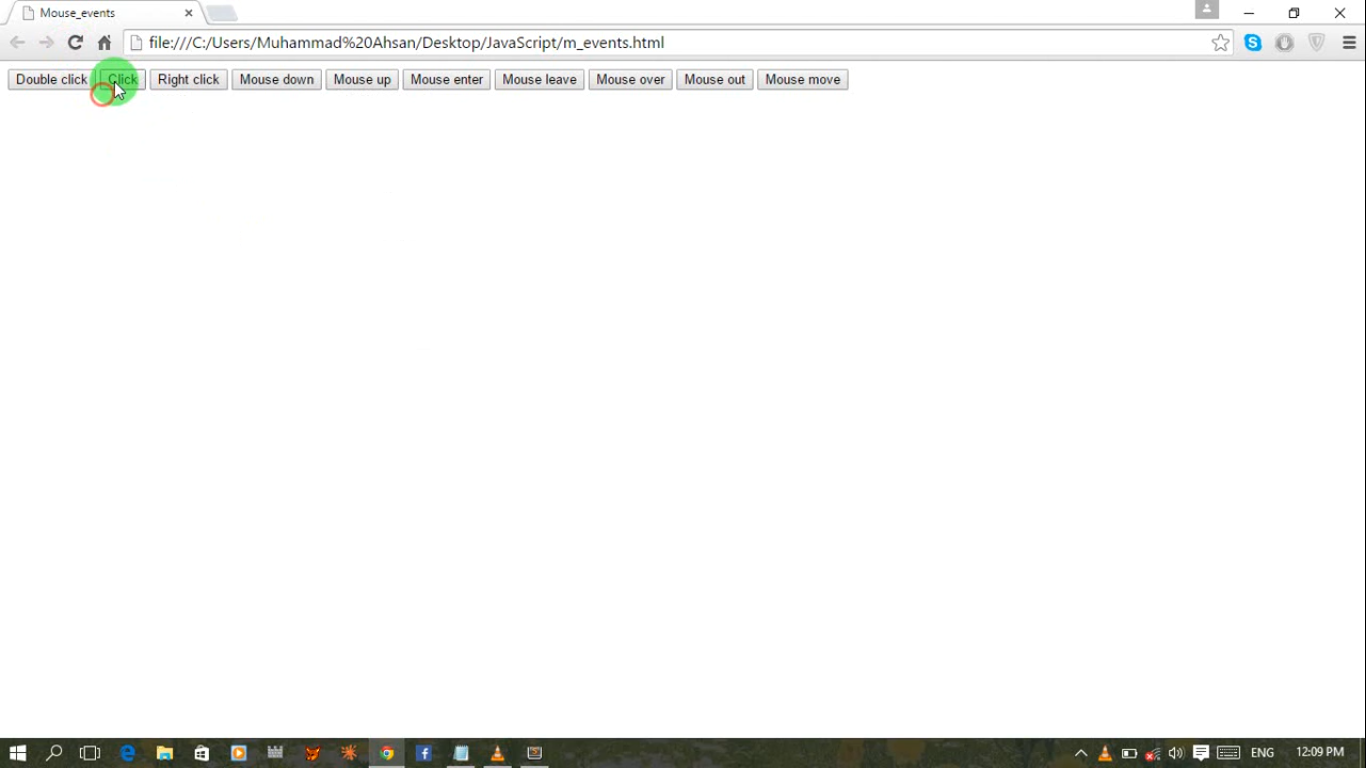 Mouse_events
file:///C:/Users/Muhammad%20Ahsan/Desktop/JavaScript/m_events.html
Double click Click Right click Mouse down Mouse up Mouse enter Mouse leave Mouse over Mouse out Mouse move
ENG 12:09 PM